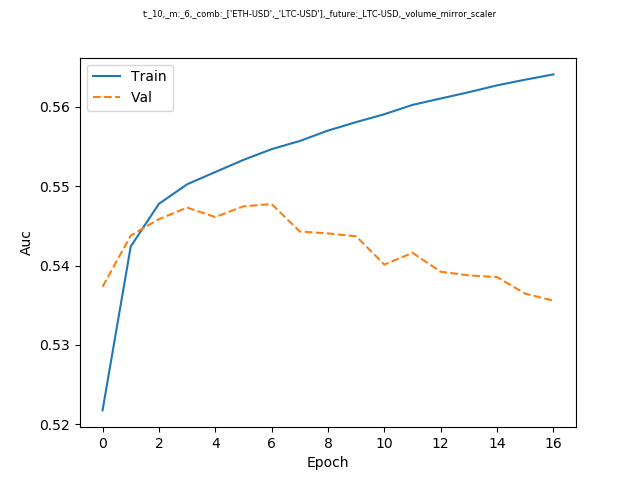 t:_10,_m:_6,_comb:_['ETH-USD',_'LTC-USD'],_future:_LTC-USD,_volume_mirror_scaler
Train
Val
0.56
0.55
0.54
0.53
0.52
Auc
0 2 4 6 8 10 12 14 16
Epoch